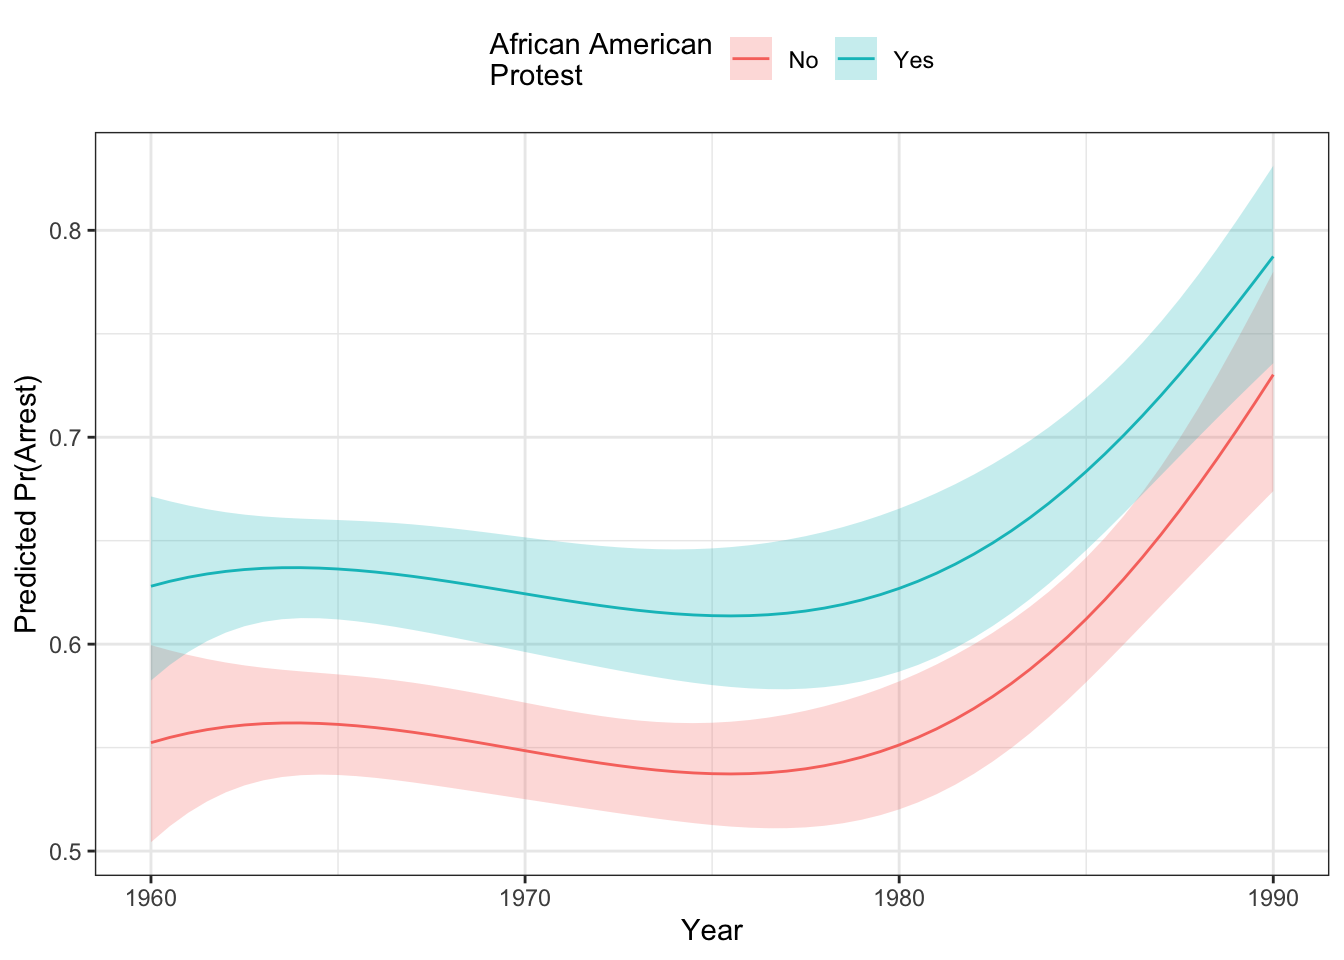 African American
Protest
No
Yes
Predicted Pr(Arrest)
0.8
0.7
0.6
0.5
1960
1970
1980
1990
Year